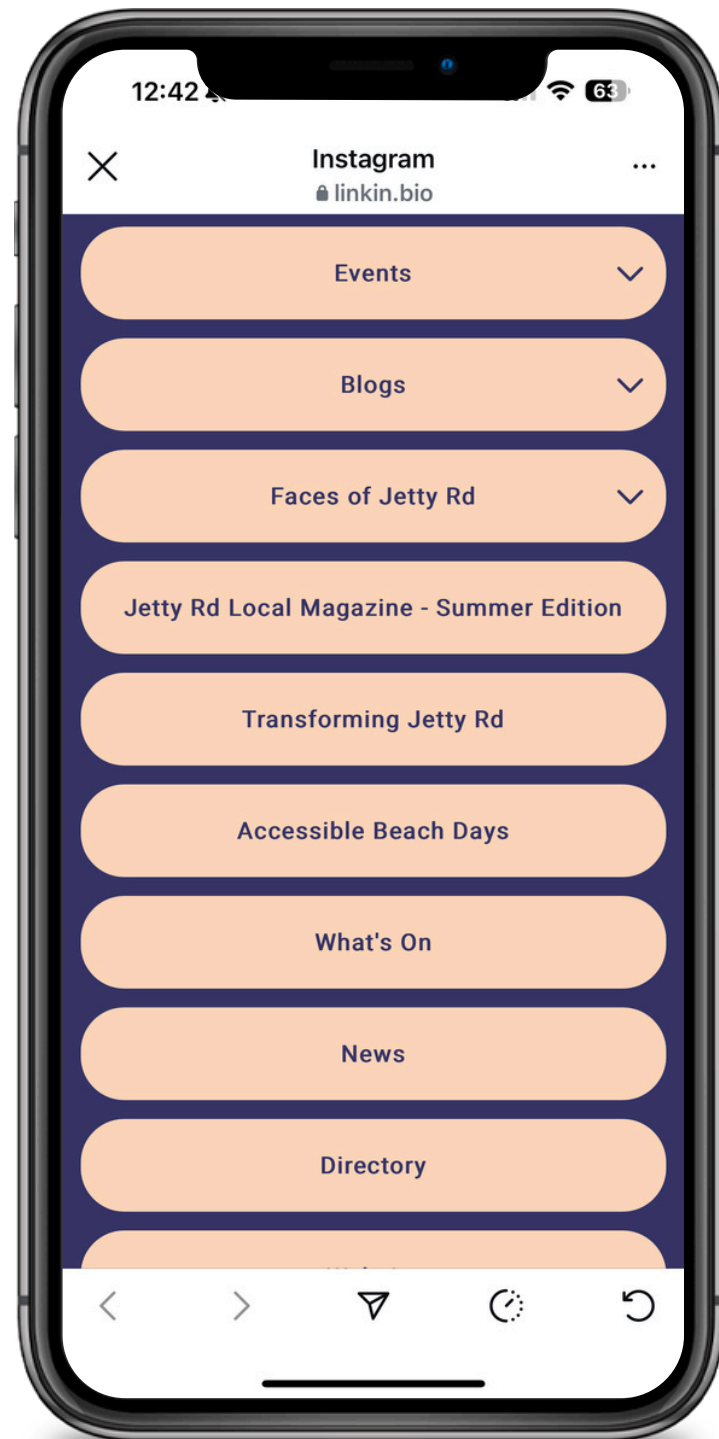 12:42
63
Instagram
linkin.bio
Events
Blogs
Faces of Jetty Rd
Jetty Rd Local Magazine - Summer Edition
Transforming Jetty Rd
Accessible Beach Days
What's On
News
Directory